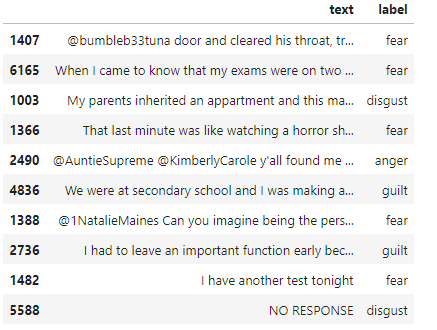 text label
1407 @bumbleb33tuna door and cleared his throat, tr... fear
6165 When I came to know that my exams were on two ... fear
1003 My parents inherited an appartment and this ma... disgust
1366 That last minute was like watching a horror sh... fear
2490 @AuntieSupreme @KimberlyCarole y'all found me ... anger
4836 We were at secondary school and I was making a... guilt
1388 @1NatalieMaines Can you imagine being the pers... fear
2736 I had to leave an important function early bec... guilt
1482 I have another test tonight fear
5588 NO RESPONSE disgust